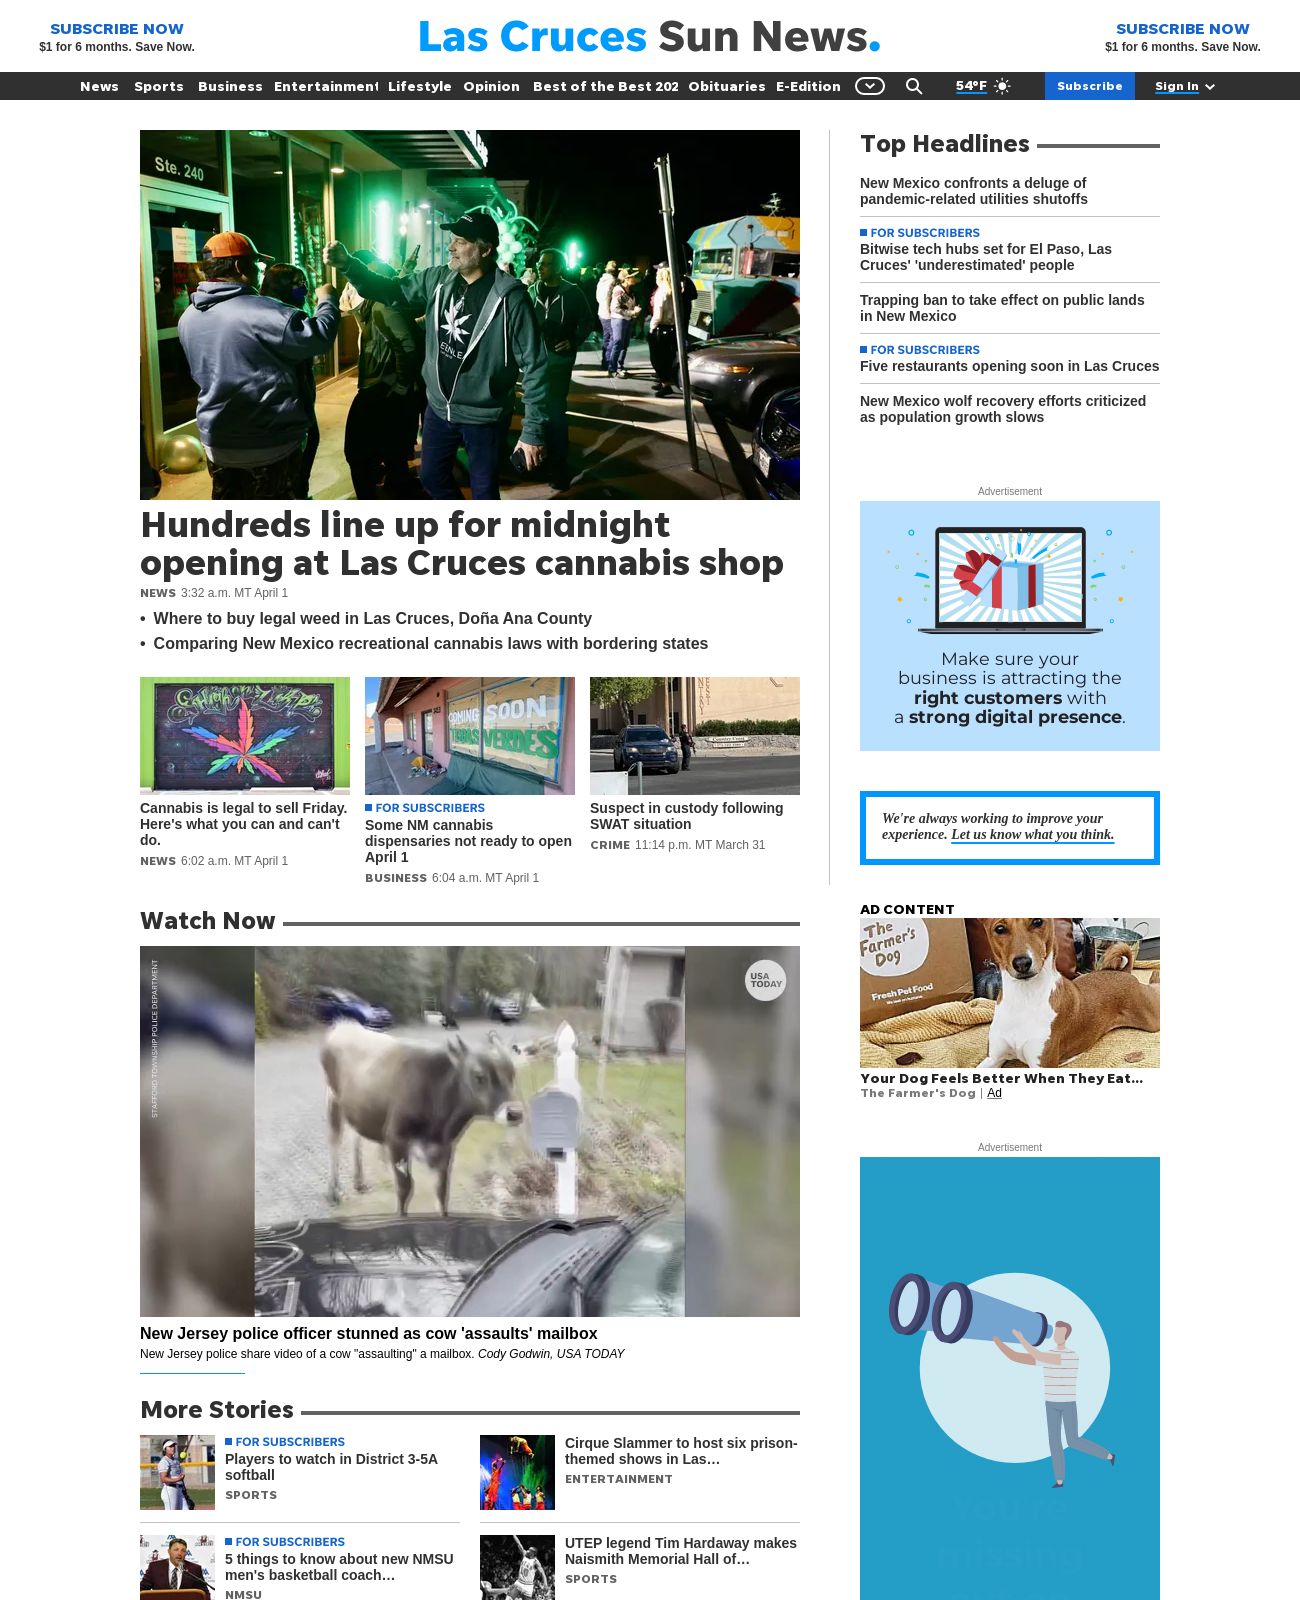 SUBSCRIBE NOW
$1 for 6 months. Save Now.
Las Cruces Sun News.
SUBSCRIBE NOW
$1 for 6 months. Save Now.
News Sports Business Entertainment Lifestyle Opinion Best of the Best 202 Obituaries E-Edition 54°F Subscribe Sign In
Ste. 240
Hundreds line up for midnight
opening at Las Cruces cannabis shop
NEWS 3:32 a.m. MT April 1
• Where to buy legal weed in Las Cruces, Doña Ana County
• Comparing New Mexico recreational cannabis laws with bordering states
Cannabis is legal to sell Friday.
Here's what you can and can't
do.
NEWS 6:02 a.m. MT April 1
COMING SOON
VERDES
FOR SUBSCRIBERS
Some NM cannabis
dispensaries not ready to open
April 1
BUSINESS 6:04 a.m. MT April 1
Suspect in custody following
SWAT situation
CRIME 11:14 p.m. MT March 31
Top Headlines
New Mexico confronts a deluge of
pandemic-related utilities shutoffs
FOR SUBSCRIBERS
Bitwise tech hubs set for El Paso, Las
Cruces' 'underestimated' people
Trapping ban to take effect on public lands
in New Mexico
FOR SUBSCRIBERS
Five restaurants opening soon in Las Cruces
New Mexico wolf recovery efforts criticized
as population growth slows
Advertisement
Make sure your
business is attracting the
right customers with
a strong digital presence.
We're always working to improve your
experience. Let us know what you think.
AD CONTENT
The
Farmer's
Dog
Fresh Pet Food
Your Dog Feels Better When They Eat...
The Farmer's Dog | Ad
Advertisement
You're
missing
Watch Now
STAFFORD TOWNSHIP POLICE DEPARTMENT
USA
TODAY
New Jersey police officer stunned as cow 'assaults' mailbox
New Jersey police share video of a cow "assaulting" a mailbox. Cody Godwin, USA TODAY
More Stories
FOR SUBSCRIBERS
Players to watch in District 3-5A
softball
SPORTS
Cirque Slammer to host six prison-
themed shows in Las…
ENTERTAINMENT
FOR SUBSCRIBERS
5 things to know about new NMSU
men's basketball coach…
NMSU
UTEP legend Tim Hardaway makes
Naismith Memorial Hall of…
SPORTS